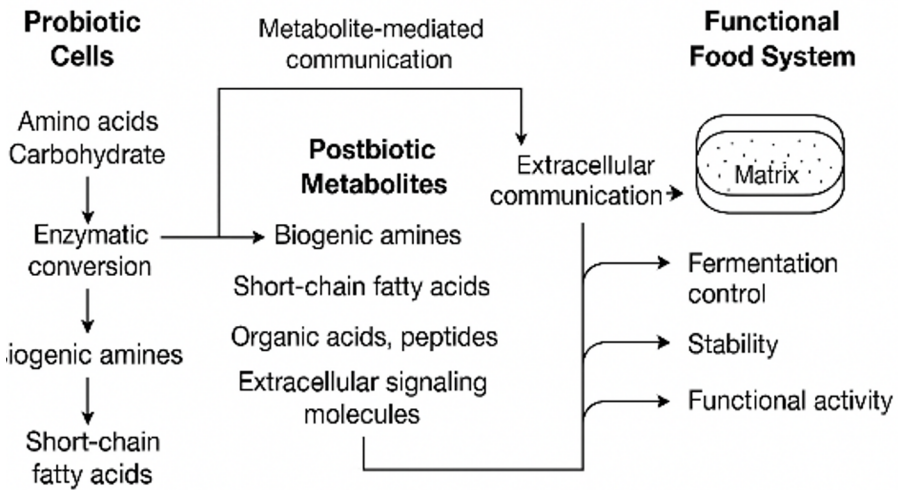 Probiotic
Cells
Amino acids
Carbohydrate
Enzymatic
conversion
iogenic amines
Short-chain
fatty acids
Metabolite-mediated
communication
Postbiotic
Metabolites
Biogenic amines
Short-chain fatty acids
Organic acids, peptides
Extracellular signaling
molecules
Extracellular
communication
Functional
Food System
Matrix
Fermentation
control
Stability
Functional activity